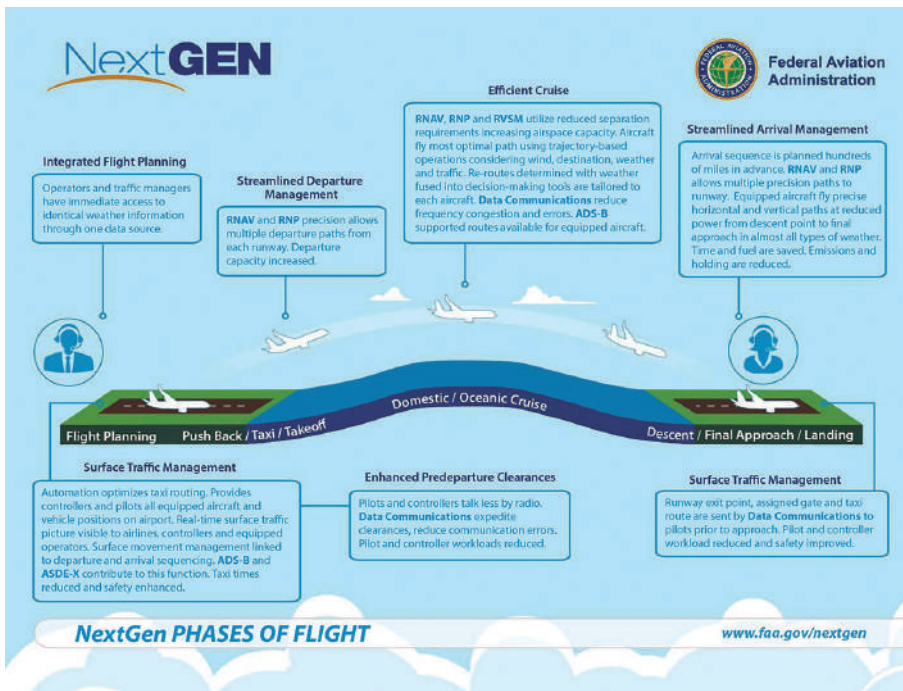 NextGEN
Federal Aviation
Administration
Efficient Cruise
RNAV, RNP and RVSM utilize reduced separation
requirements increasing airspace capacity. Aircraft
fly most optimal path using trajectory-based
operations considering wind, destination, weather
and traffic. Re-routes determined with weather
fused into decision-making tools are tailored to
each aircraft. Data Communications reduce
frequency congestion and errors. ADS-B
supported routes available for equipped aircraft.
Streamlined Arrival Management
Arrival sequence is planned hundreds
of miles in advance. RNAV and RNP
allows multiple precision paths to
runway. Equipped aircraft fly precise
horizontal and vertical paths at reduced
power from descent point to final
approach in almost all types of weather.
Time and fuel are saved. Emissions and
holding are reduced.
Integrated Flight Planning
Operators and traffic managers
have immediate access to
identical weather information
through one data source.
Streamlined Departure
Management
RNAV and RNP precision allows
multiple departure paths from
each runway. Departure
capacity increased.
Flight Planning
Push Back / Taxi / Takeoff
Domestic / Oceanic Cruise
Descent / Final Approach / Landing
Surface Traffic Management
Automation optimizes taxi routing. Provides
controllers and pilots all equipped aircraft and
vehicle positions on airport. Real-time surface traffic
picture visible to airlines, controllers and equipped
operators. Surface movement management linked
to departure and arrival sequencing. ADS-B and
ASDE-X contribute to this function. Taxi times
reduced and safety enhanced.
Enhanced Predeparture Clearances
Pilots and controllers talk less by radio.
Data Communications expedite
clearances, reduce communication errors.
Pilot and controller workloads reduced.
Surface Traffic Management
Runway exit point, assigned gate and taxi
route are sent by Data Communications to
pilots prior to approach. Pilot and controller
workload reduced and safety improved.
NextGen PHASES OF FLIGHT
www.faa.gov/nextgen